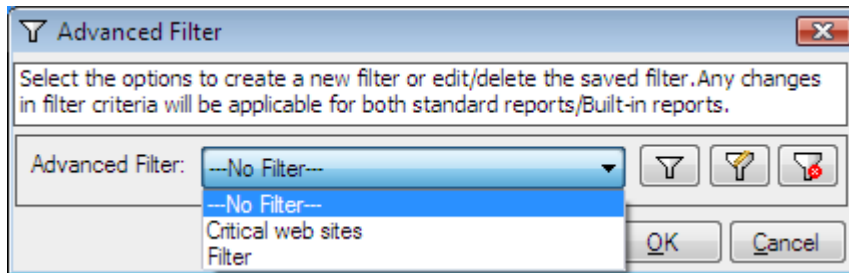 Advanced Filter
Select the options to create a new filter or edit/delete the saved filter.Any changes
in filter criteria will be applicable for both standard reports/Built-in reports.
Advanced Filter: ---No Filter---
---No Filter---
Critical web sites
Filter
OK Cancel